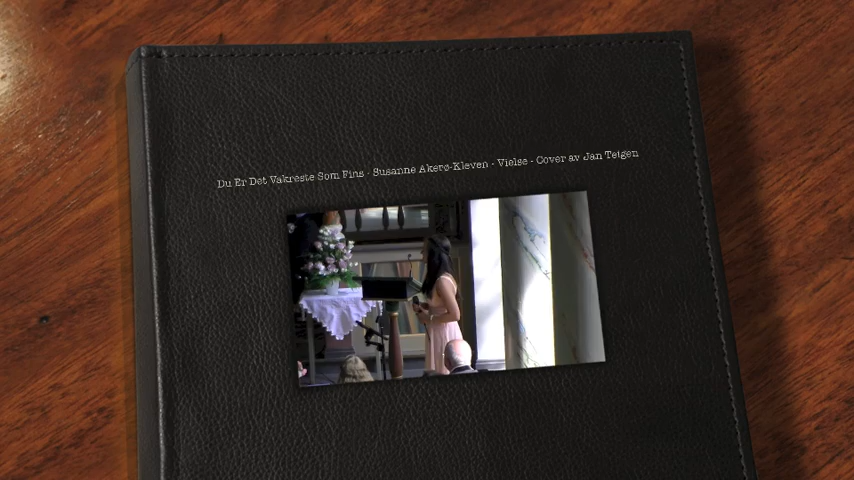 Du Er Det Vakreste Som Fins - Susanne Akerø-Kleven - Vielse - Cover av Jan Teigen